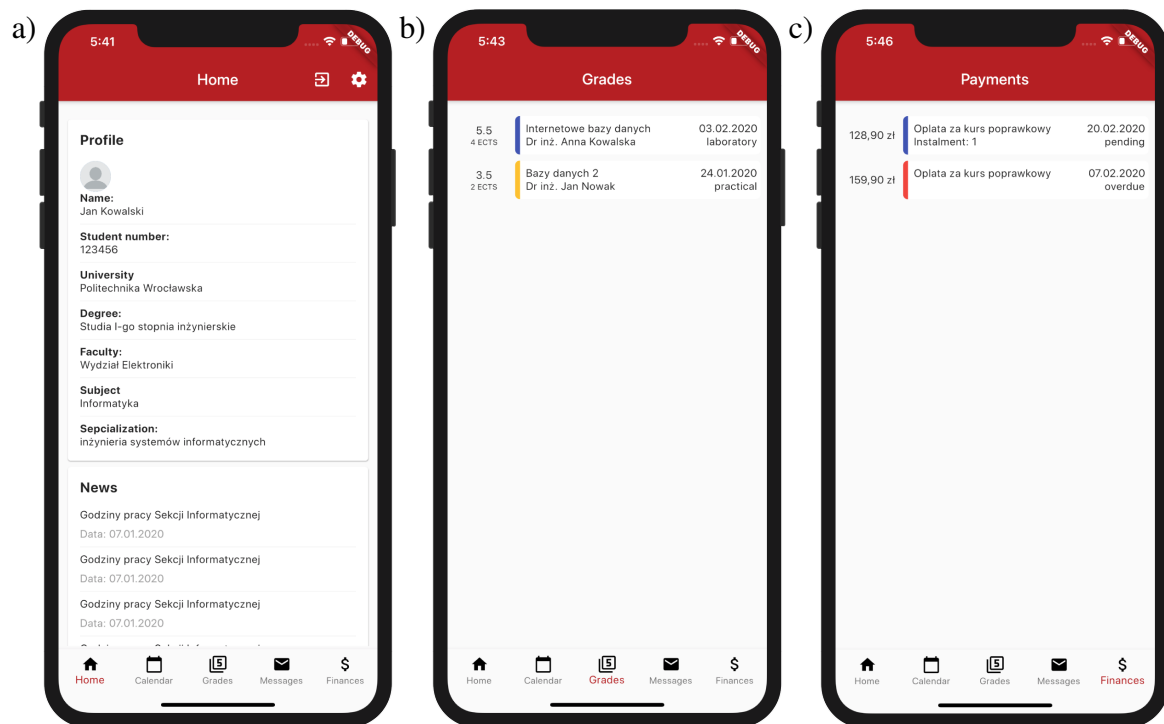 a)
5:41
DEBUG
Home
Profile
Name:
Jan Kowalski
Student number:
123456
University
Politechnika Wrocławska
Degree:
Studia I-go stopnia inżynierskie
Faculty:
Wydział Elektroniki
Subject
Informatyka
Sepcialization:
inżynieria systemów informatycznych
News
Godziny pracy Sekcji Informatycznej
Data: 07.01.2020
Godziny pracy Sekcji Informatycznej
Data: 07.01.2020
Godziny pracy Sekcji Informatycznej
Data: 07.01.2020
Home Calendar 5 Grades Messages $ Finances
b)
5:43
DEBUG
Grades
5.5 Internetowe bazy danych 03.02.2020
4 ECTS Dr inż. Anna Kowalska laboratory
3.5 Bazy danych 2 24.01.2020
2 ECTS Dr inż. Jan Nowak practical
Home Calendar 5 Grades Messages $ Finances
c)
5:46
DEBUG
Payments
128,90 zł Oplata za kurs poprawkowy 20.02.2020
Instalment: 1 pending
159,90 zł Oplata za kurs poprawkowy 07.02.2020
overdue
Home Calendar 5 Grades Messages $ Finances